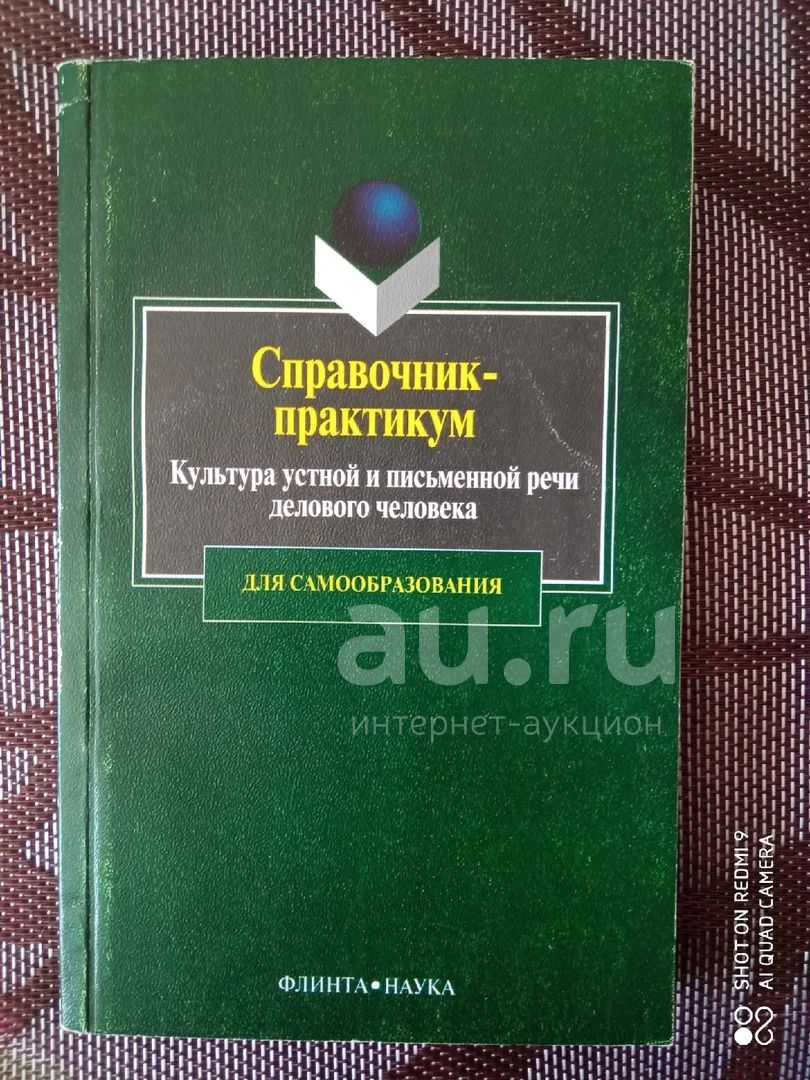 Справочник-
практикум
Культура устной и письменной речи
делового человека
ДЛЯ САМООБРАЗОВАНИЯ
au.ru
интернет-аукцион
ФЛИНТА • НАУКА
SHOT ON REDMI 9
AI QUAD CAMERA